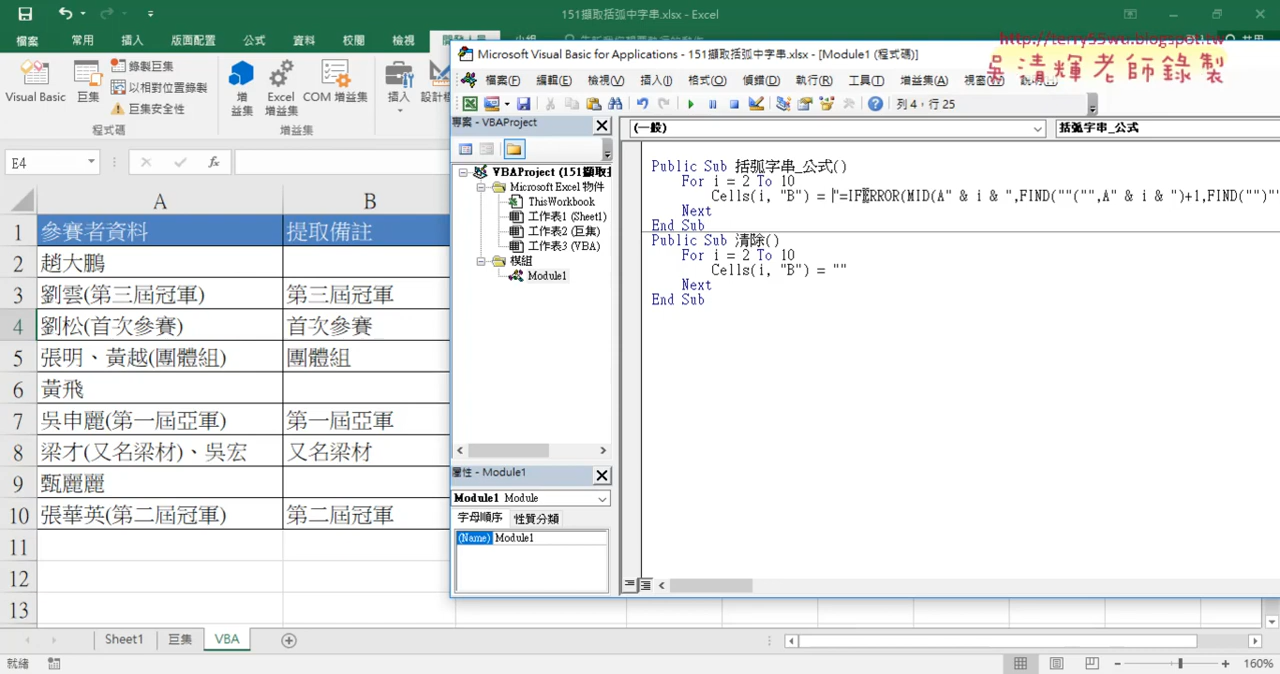 151擷取括弧中字串.xlsx - Excel
檔案 常用 插入 版面配置 公式 資料 校閱 檢視
http://terry55wu.blogspot.tw
吳清輝老師錄製
Visual Basic 巨集 錄製巨集 以相對位置錄製 巨集安全性
增益集 Excel 增益集 COM 增益集 插入
程式碼 增益集
E4 fx
Microsoft Visual Basic for Applications - 151擷取括弧中字串.xlsx - [Module1 (程式碼)]
檔案(F) 編輯(E) 檢視(V) 插入(I) 格式(O) 偵錯(D) 執行(R) 工具(T) 增益集(A)
列 4，行 25
專案 - VBAProject
(一般) 括弧字串_公式
Microsoft Excel 物件
ThisWorkbook
工作表1 (Sheet1)
工作表2 (巨集)
工作表3 (VBA)
模組
Module1
屬性 - Module1
Module1 Module
字母順序 性質分類
(Name) Module1
Public Sub 括弧字串_公式()
For i = 2 To 10
Cells(i, "B") = "=IFERROR(MID(A" & i & ",FIND(""("",A" & i & ")+1,FIND("")"
Next
End Sub
Public Sub 清除()
For i = 2 To 10
Cells(i, "B") = ""
Next
End Sub
A B
1 參賽者資料 提取備註
2 趙大鵬
3 劉雲(第三屆冠軍) 第三屆冠軍
4 劉松(首次參賽) 首次參賽
5 張明、黃越(團體組) 團體組
6 黃飛
7 吳申麗(第一屆亞軍) 第一屆亞軍
8 梁才(又名梁材)、吳宏 又名梁材
9 甄麗麗
10 張華英(第二屆冠軍) 第二屆冠軍
11
12
13
Sheet1 巨集 VBA
就緒 160%